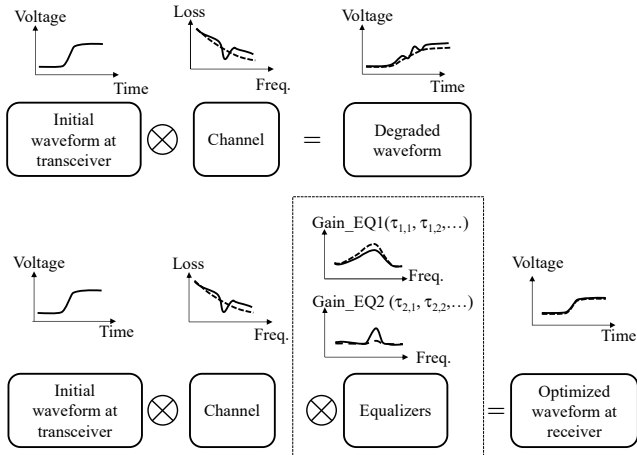 Voltage
Time
Loss
Freq.
Voltage
Time
Initial
waveform at
transceiver
⊗
Channel
=
Degraded
waveform
Gain_EQ1(τ1,1, τ1,2,…)
Freq.
Gain_EQ2 (τ2,1, τ2,2,…)
Freq.
Voltage
Time
Loss
Freq.
Voltage
Time
Initial
waveform at
transceiver
⊗
Channel
⊗
Equalizers
=
Optimized
waveform at
receiver